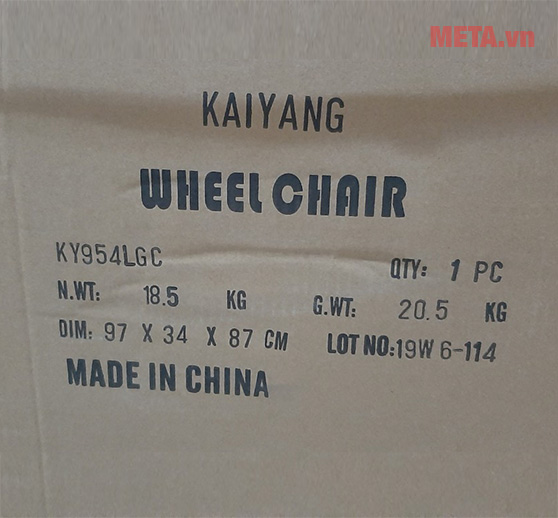 META.vn
KAIYANG
WHEEL CHAIR
KY954LGC QTY: 1 PC
N.WT: 18.5 KG G.WT: 20.5 KG
DIM: 97 X 34 X 87 CM LOT NO:19W 6-114
MADE IN CHINA